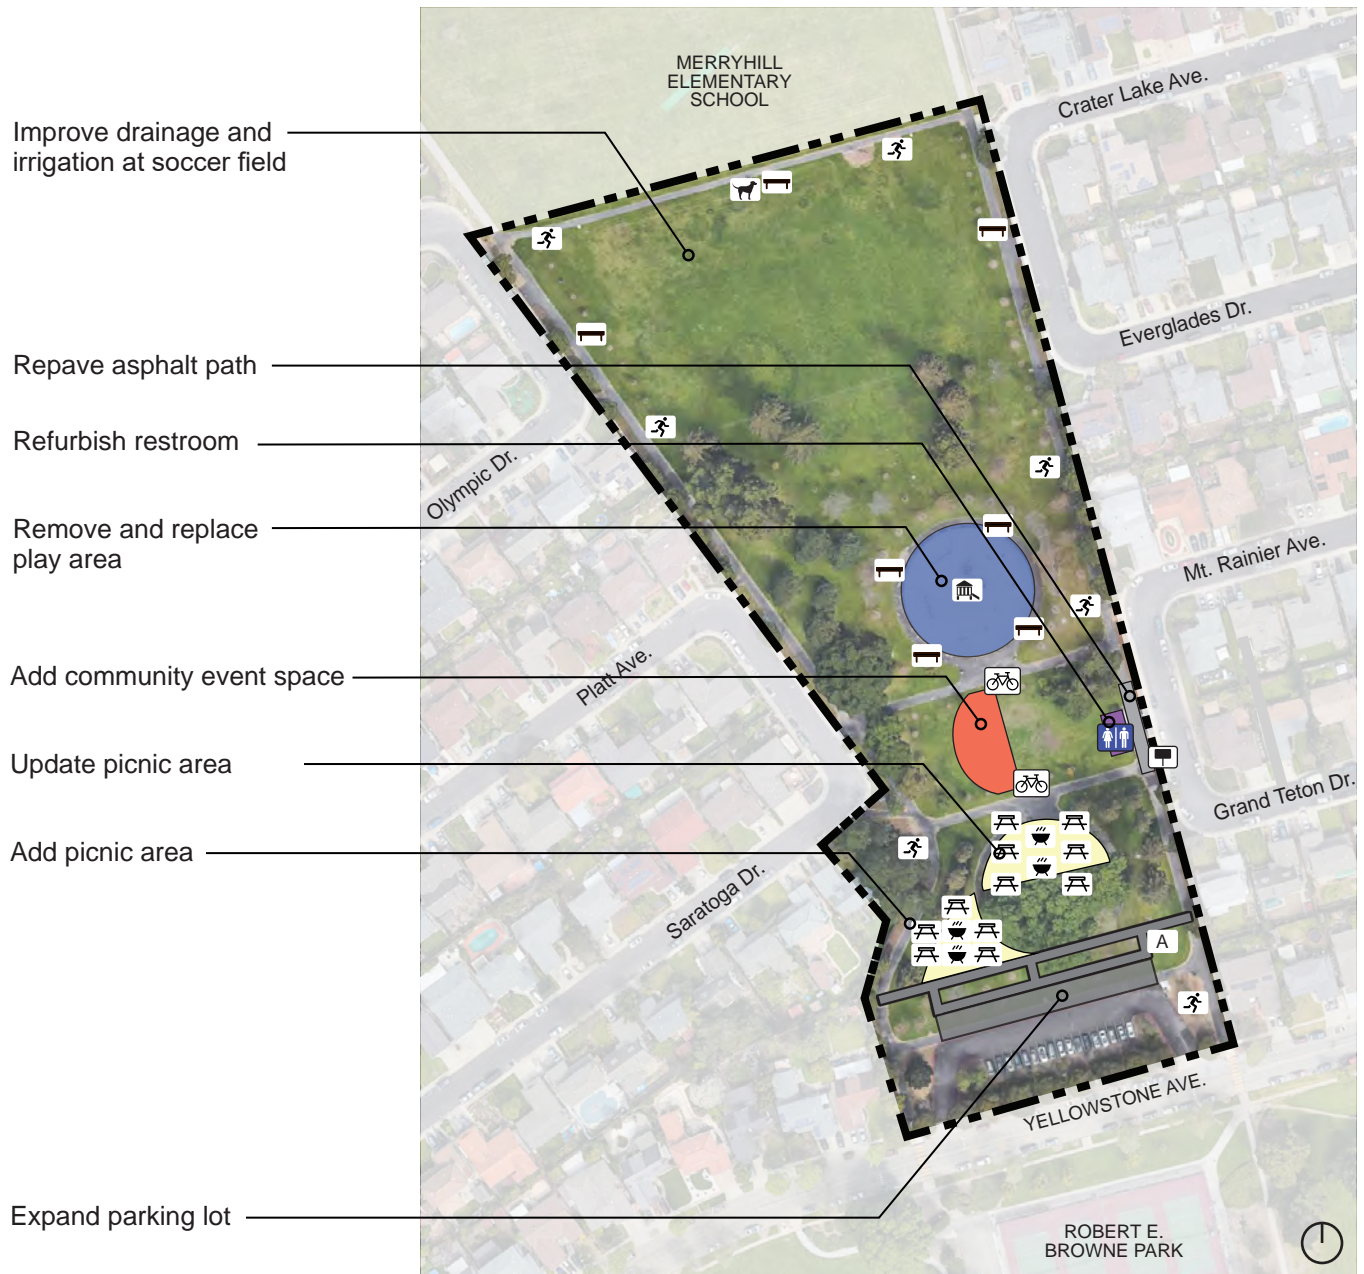 MERRYHILL
ELEMENTARY
SCHOOL
Crater Lake Ave.
Improve drainage and
irrigation at soccer field
Everglades Dr.
Repave asphalt path
Refurbish restroom
Olympic Dr.
Remove and replace
play area
Mt. Rainier Ave.
Add community event space
Platt Ave.
Update picnic area
Grand Teton Dr.
Add picnic area
Saratoga Dr.
A
YELLOWSTONE AVE.
Expand parking lot
ROBERT E.
BROWNE PARK